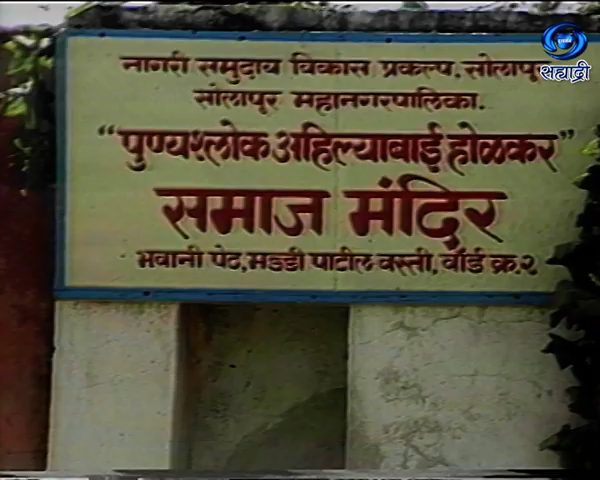 नागरी समुदाय विकास प्रकल्प, सोलापूर
सोलापूर महानगरपालिका.
"पुण्यश्लोक अहिल्याबाई होळकर"
समाज मंदिर
भवानी पेठ, मड्डी पाटील वस्ती, वॉर्ड क्र. २
सह्याद्री